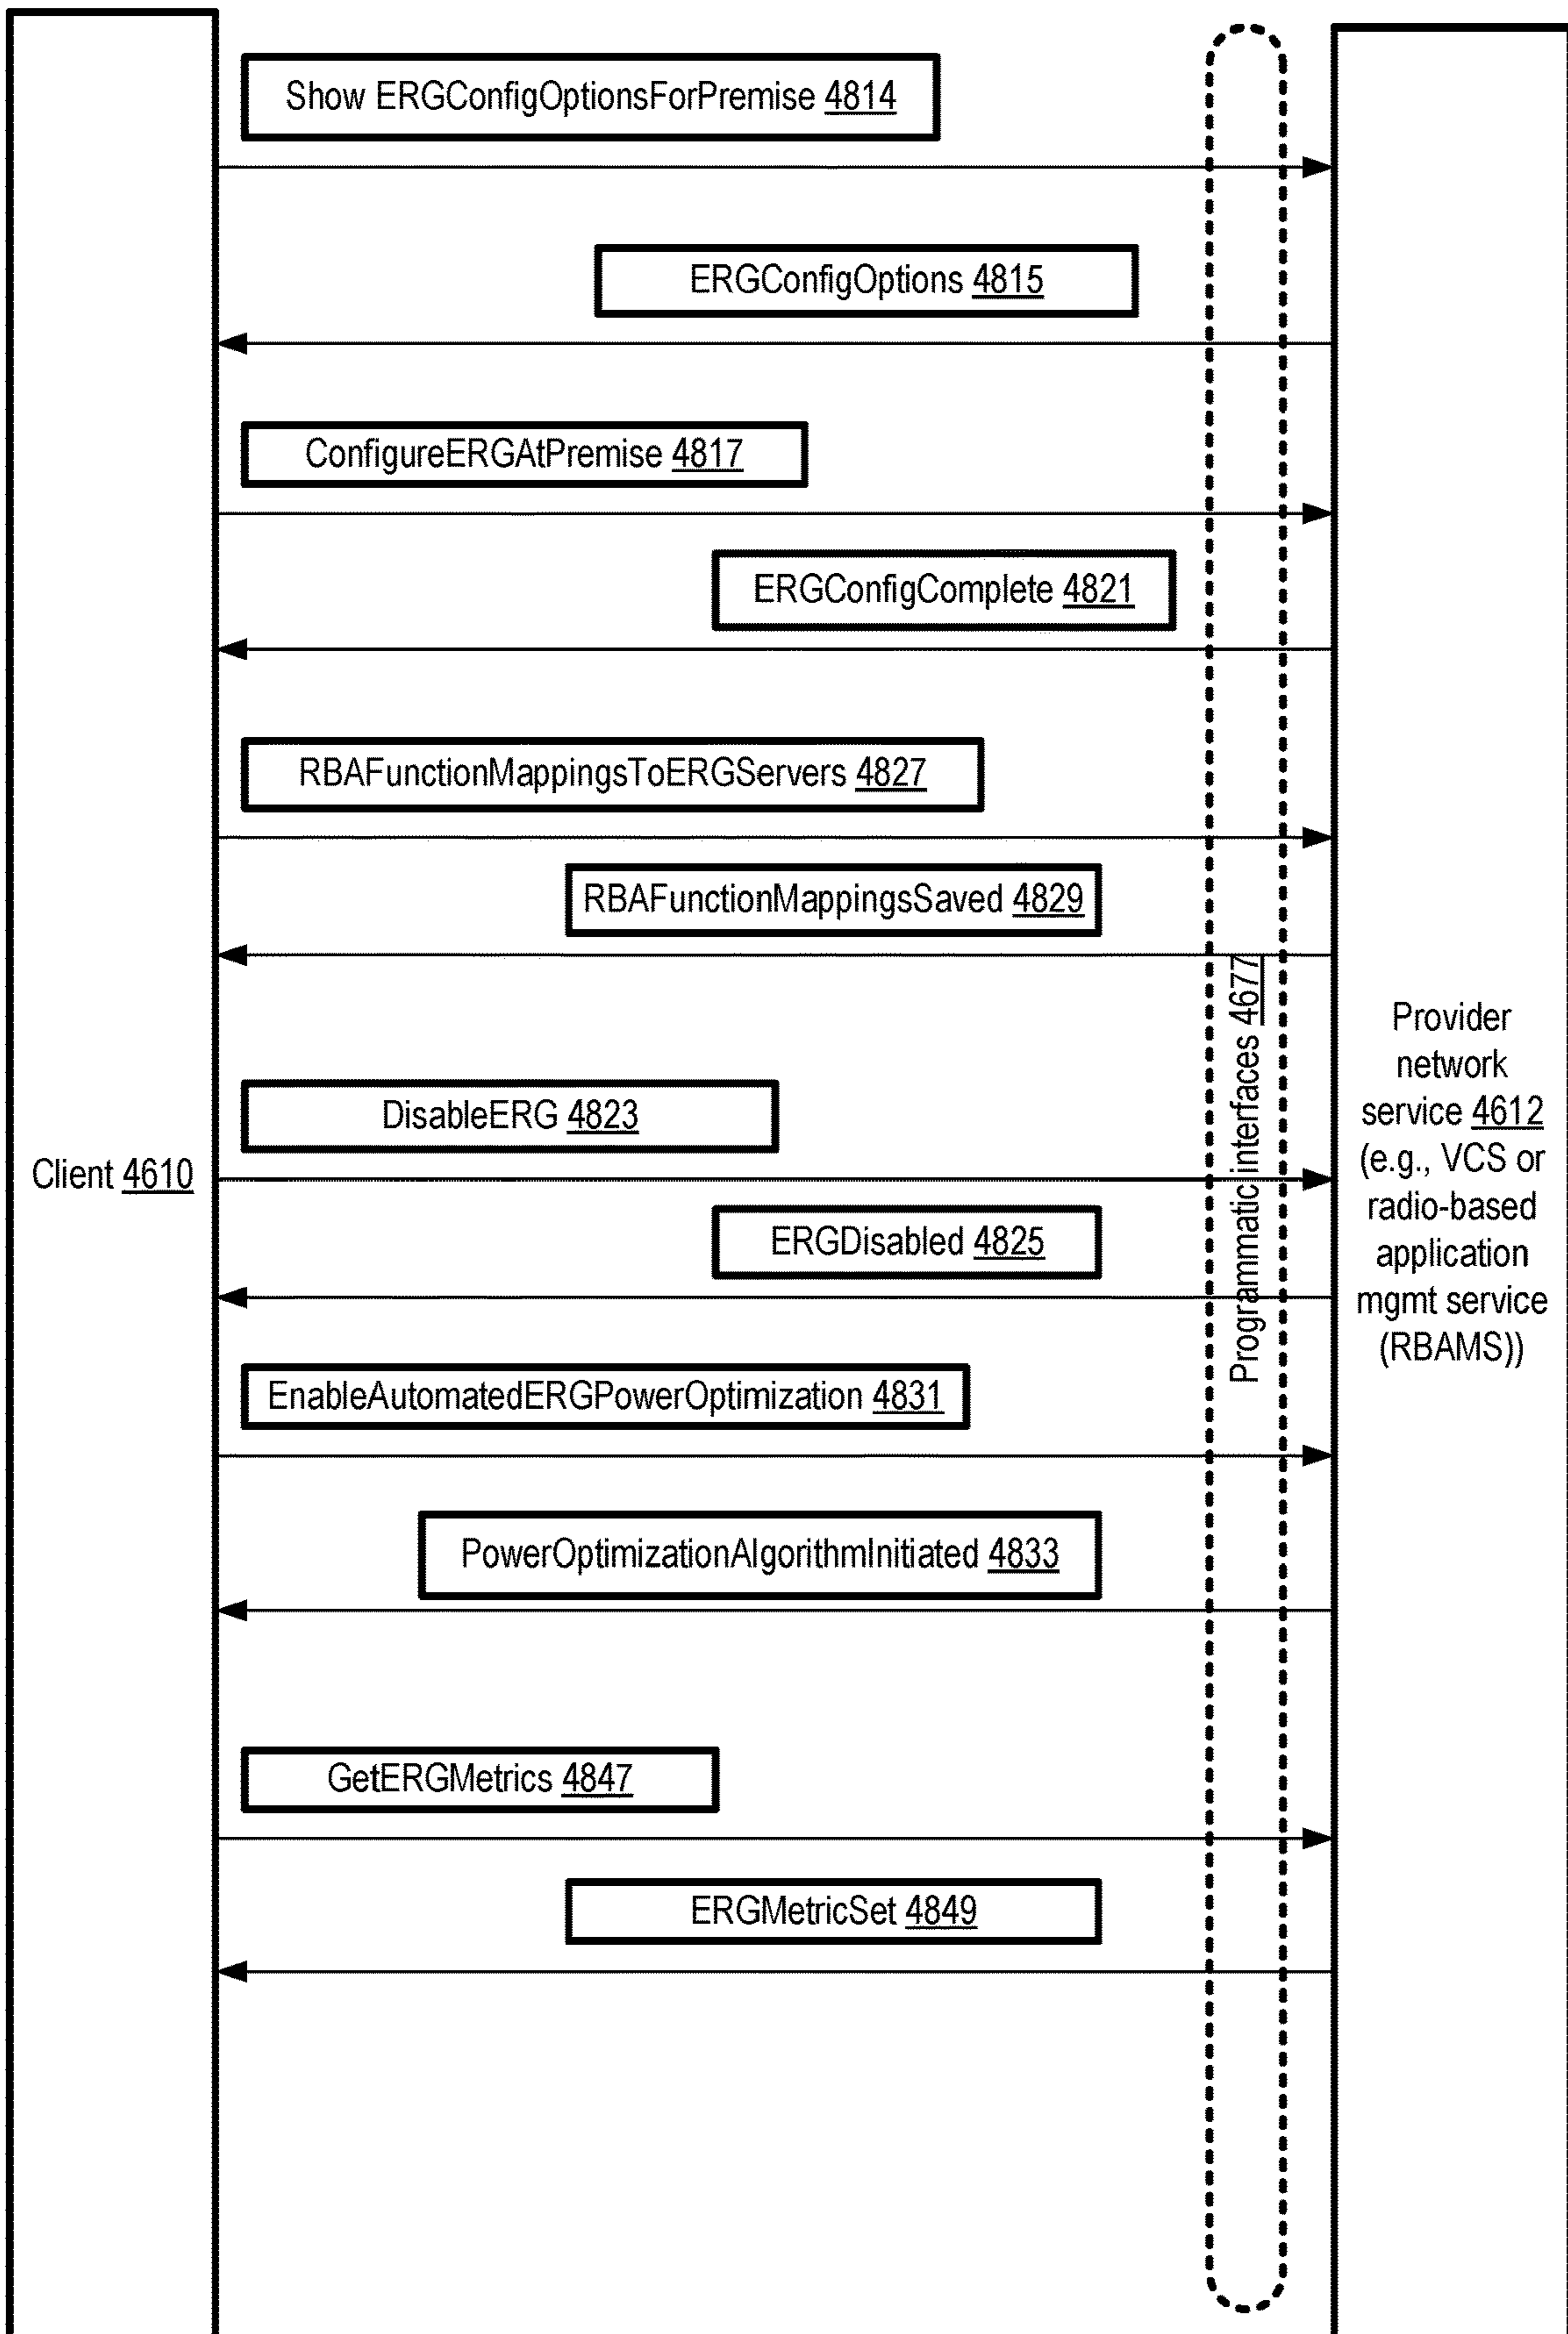 Show ERGConfigOptionsForPremise 4814
ERGConfigOptions 4815
ConfigureERGAtPremise 4817
ERGConfigComplete 4821
RBAFunctionMappingsToERGServers 4827
RBAFunctionMappingsSaved 4829
DisableERG 4823
Client 4610
ERGDisabled 4825
EnableAutomatedERGPowerOptimization 4831
PowerOptimizationAlgorithmInitiated 4833
GetERGMetrics 4847
ERGMetricSet 4849
Programmatic interfaces 4677
Provider
network
service 4612
(e.g., VCS or
radio-based
application
mgmt service
(RBAMS))